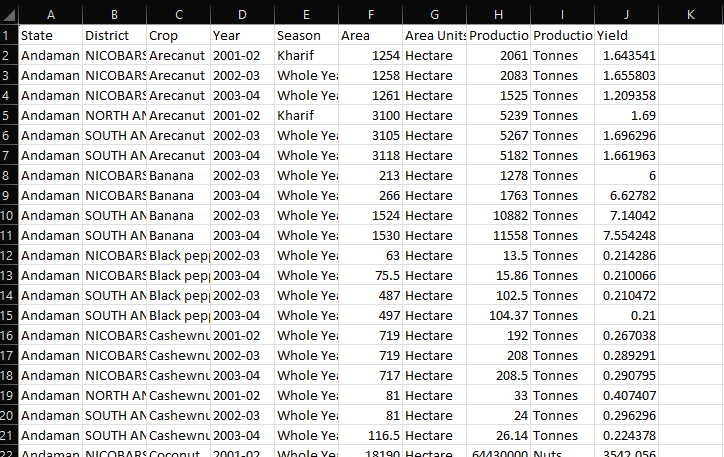 A B C D E F G H I J K
1 State District Crop Year Season Area Area Units Productio Productio Yield
2 Andaman NICOBARS Arecanut 2001-02 Kharif 1254 Hectare 2061 Tonnes 1.643541
3 Andaman NICOBARS Arecanut 2002-03 Whole Yea 1258 Hectare 2083 Tonnes 1.655803
4 Andaman NICOBARS Arecanut 2003-04 Whole Yea 1261 Hectare 1525 Tonnes 1.209358
5 Andaman NORTH AN Arecanut 2001-02 Kharif 3100 Hectare 5239 Tonnes 1.69
6 Andaman SOUTH AN Arecanut 2002-03 Whole Yea 3105 Hectare 5267 Tonnes 1.696296
7 Andaman SOUTH AN Arecanut 2003-04 Whole Yea 3118 Hectare 5182 Tonnes 1.661963
8 Andaman NICOBARS Banana 2002-03 Whole Yea 213 Hectare 1278 Tonnes 6
9 Andaman NICOBARS Banana 2003-04 Whole Yea 266 Hectare 1763 Tonnes 6.62782
10 Andaman SOUTH AN Banana 2002-03 Whole Yea 1524 Hectare 10882 Tonnes 7.14042
11 Andaman SOUTH AN Banana 2003-04 Whole Yea 1530 Hectare 11558 Tonnes 7.554248
12 Andaman NICOBARS Black pepp 2002-03 Whole Yea 63 Hectare 13.5 Tonnes 0.214286
13 Andaman NICOBARS Black pepp 2003-04 Whole Yea 75.5 Hectare 15.86 Tonnes 0.210066
14 Andaman SOUTH AN Black pepp 2002-03 Whole Yea 487 Hectare 102.5 Tonnes 0.210472
15 Andaman SOUTH AN Black pepp 2003-04 Whole Yea 497 Hectare 104.37 Tonnes 0.21
16 Andaman NICOBARS Cashewnu 2001-02 Whole Yea 719 Hectare 192 Tonnes 0.267038
17 Andaman NICOBARS Cashewnu 2002-03 Whole Yea 719 Hectare 208 Tonnes 0.289291
18 Andaman NICOBARS Cashewnu 2003-04 Whole Yea 717 Hectare 208.5 Tonnes 0.290795
19 Andaman NORTH AN Cashewnu 2001-02 Whole Yea 81 Hectare 33 Tonnes 0.407407
20 Andaman SOUTH AN Cashewnu 2002-03 Whole Yea 81 Hectare 24 Tonnes 0.296296
21 Andaman SOUTH AN Cashewnu 2003-04 Whole Yea 116.5 Hectare 26.14 Tonnes 0.224378
22 Andaman NICOBARS Coconut 2001-02 Whole Yea 18190 Hectare 64430000 Nuts 3542.056